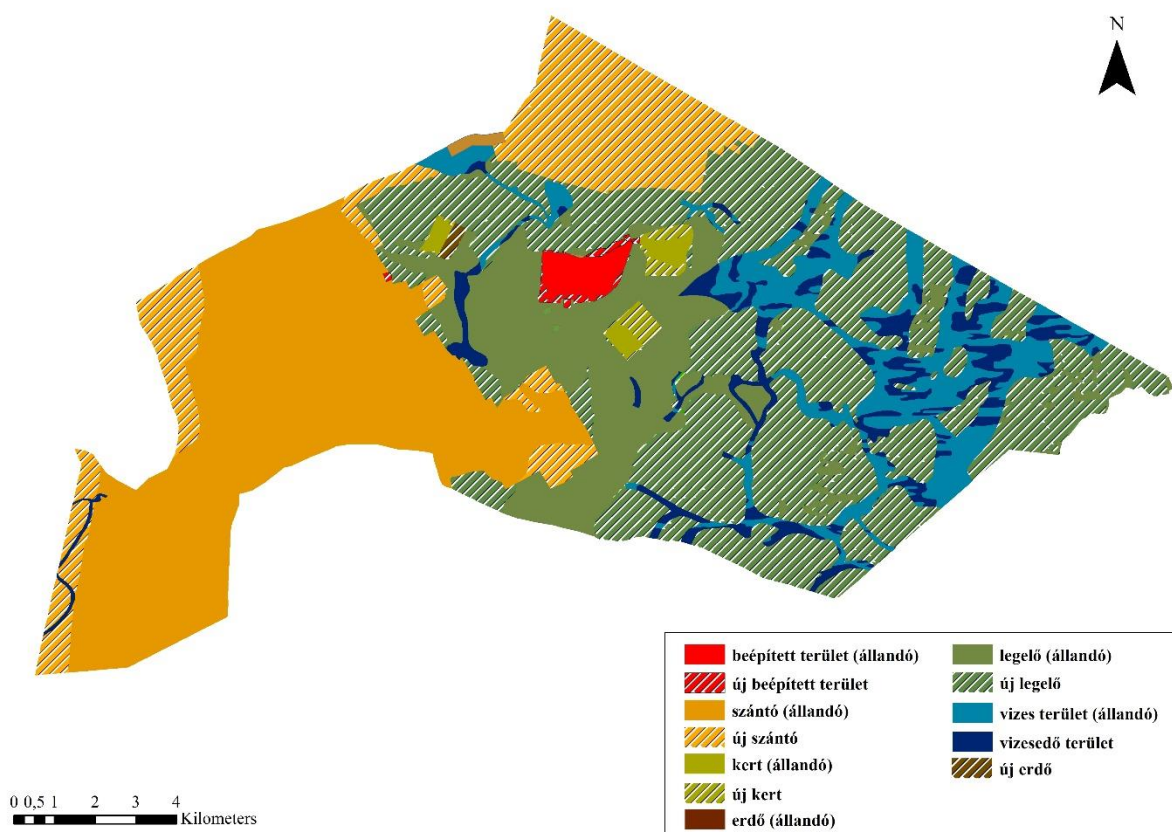 N
beépített terület (állandó)
új beépített terület
szántó (állandó)
új szántó
kert (állandó)
új kert
erdő (állandó)
legelő (állandó)
új legelő
vizes terület (állandó)
vizesedő terület
új erdő
0 0,5 1 2 3 4
Kilometers